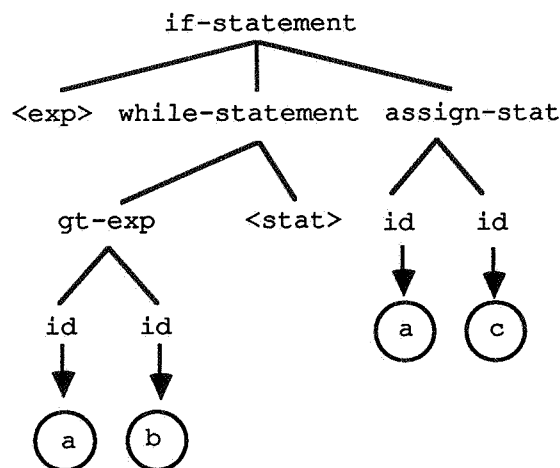 if-statement
<exp> while-statement assign-stat
gt-exp <stat> id id
a c
id id
a b